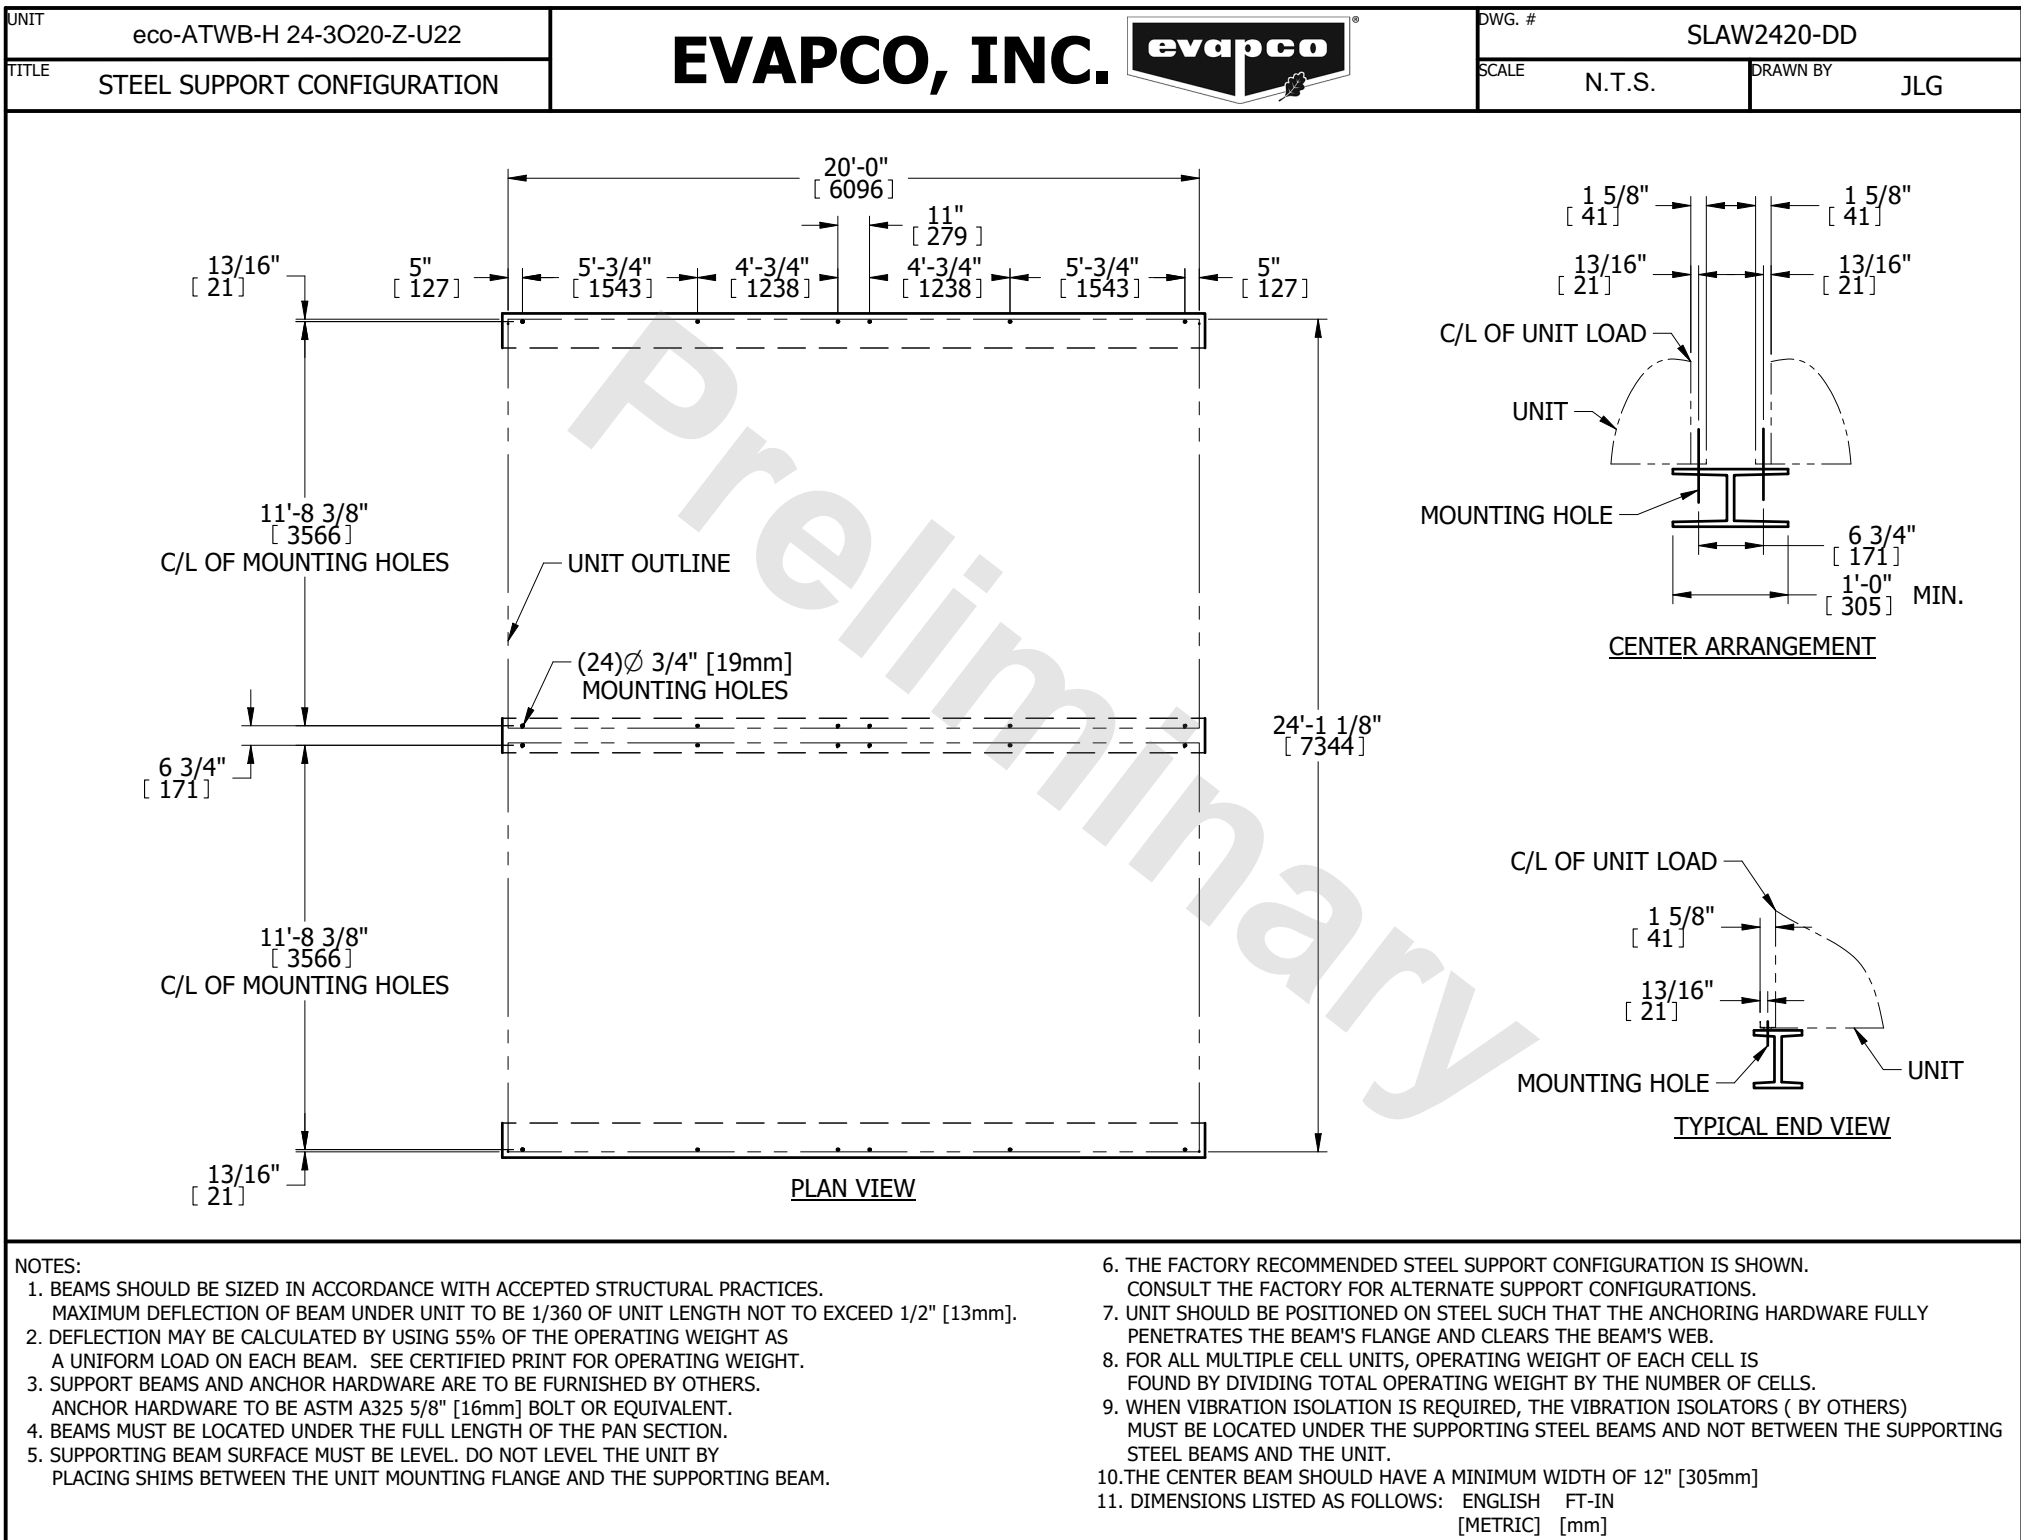 UNIT
eco-ATWB-H 24-3O20-Z-U22
TITLE
STEEL SUPPORT CONFIGURATION
EVAPCO, INC.
evapco
®
DWG. #
SLAW2420-DD
SCALE
N.T.S.
DRAWN BY
JLG
20'-0"
[ 6096 ]
11"
[ 279 ]
13/16"
[ 21 ]
5"
[ 127 ]
5'-3/4"
[ 1543 ]
4'-3/4"
[ 1238 ]
4'-3/4"
[ 1238 ]
5'-3/4"
[ 1543 ]
5"
[ 127 ]
11'-8 3/8"
[ 3566 ]
C/L OF MOUNTING HOLES
UNIT OUTLINE
(24)Ø 3/4" [19mm]
MOUNTING HOLES
6 3/4"
[ 171 ]
24'-1 1/8"
[ 7344 ]
11'-8 3/8"
[ 3566 ]
C/L OF MOUNTING HOLES
13/16"
[ 21 ]
PLAN VIEW
Preliminary
1 5/8"
[ 41 ]
1 5/8"
[ 41 ]
13/16"
[ 21 ]
13/16"
[ 21 ]
C/L OF UNIT LOAD
UNIT
MOUNTING HOLE
6 3/4"
[ 171 ]
1'-0"
[ 305 ]
MIN.
CENTER ARRANGEMENT
C/L OF UNIT LOAD
1 5/8"
[ 41 ]
13/16"
[ 21 ]
MOUNTING HOLE
UNIT
TYPICAL END VIEW
NOTES:
1. BEAMS SHOULD BE SIZED IN ACCORDANCE WITH ACCEPTED STRUCTURAL PRACTICES.
MAXIMUM DEFLECTION OF BEAM UNDER UNIT TO BE 1/360 OF UNIT LENGTH NOT TO EXCEED 1/2" [13mm].
2. DEFLECTION MAY BE CALCULATED BY USING 55% OF THE OPERATING WEIGHT AS
A UNIFORM LOAD ON EACH BEAM. SEE CERTIFIED PRINT FOR OPERATING WEIGHT.
3. SUPPORT BEAMS AND ANCHOR HARDWARE ARE TO BE FURNISHED BY OTHERS.
ANCHOR HARDWARE TO BE ASTM A325 5/8" [16mm] BOLT OR EQUIVALENT.
4. BEAMS MUST BE LOCATED UNDER THE FULL LENGTH OF THE PAN SECTION.
5. SUPPORTING BEAM SURFACE MUST BE LEVEL. DO NOT LEVEL THE UNIT BY
PLACING SHIMS BETWEEN THE UNIT MOUNTING FLANGE AND THE SUPPORTING BEAM.
6. THE FACTORY RECOMMENDED STEEL SUPPORT CONFIGURATION IS SHOWN.
CONSULT THE FACTORY FOR ALTERNATE SUPPORT CONFIGURATIONS.
7. UNIT SHOULD BE POSITIONED ON STEEL SUCH THAT THE ANCHORING HARDWARE FULLY
PENETRATES THE BEAM'S FLANGE AND CLEARS THE BEAM'S WEB.
8. FOR ALL MULTIPLE CELL UNITS, OPERATING WEIGHT OF EACH CELL IS
FOUND BY DIVIDING TOTAL OPERATING WEIGHT BY THE NUMBER OF CELLS.
9. WHEN VIBRATION ISOLATION IS REQUIRED, THE VIBRATION ISOLATORS ( BY OTHERS)
MUST BE LOCATED UNDER THE SUPPORTING STEEL BEAMS AND NOT BETWEEN THE SUPPORTING
STEEL BEAMS AND THE UNIT.
10.THE CENTER BEAM SHOULD HAVE A MINIMUM WIDTH OF 12" [305mm]
11. DIMENSIONS LISTED AS FOLLOWS: ENGLISH FT-IN
[METRIC] [mm]